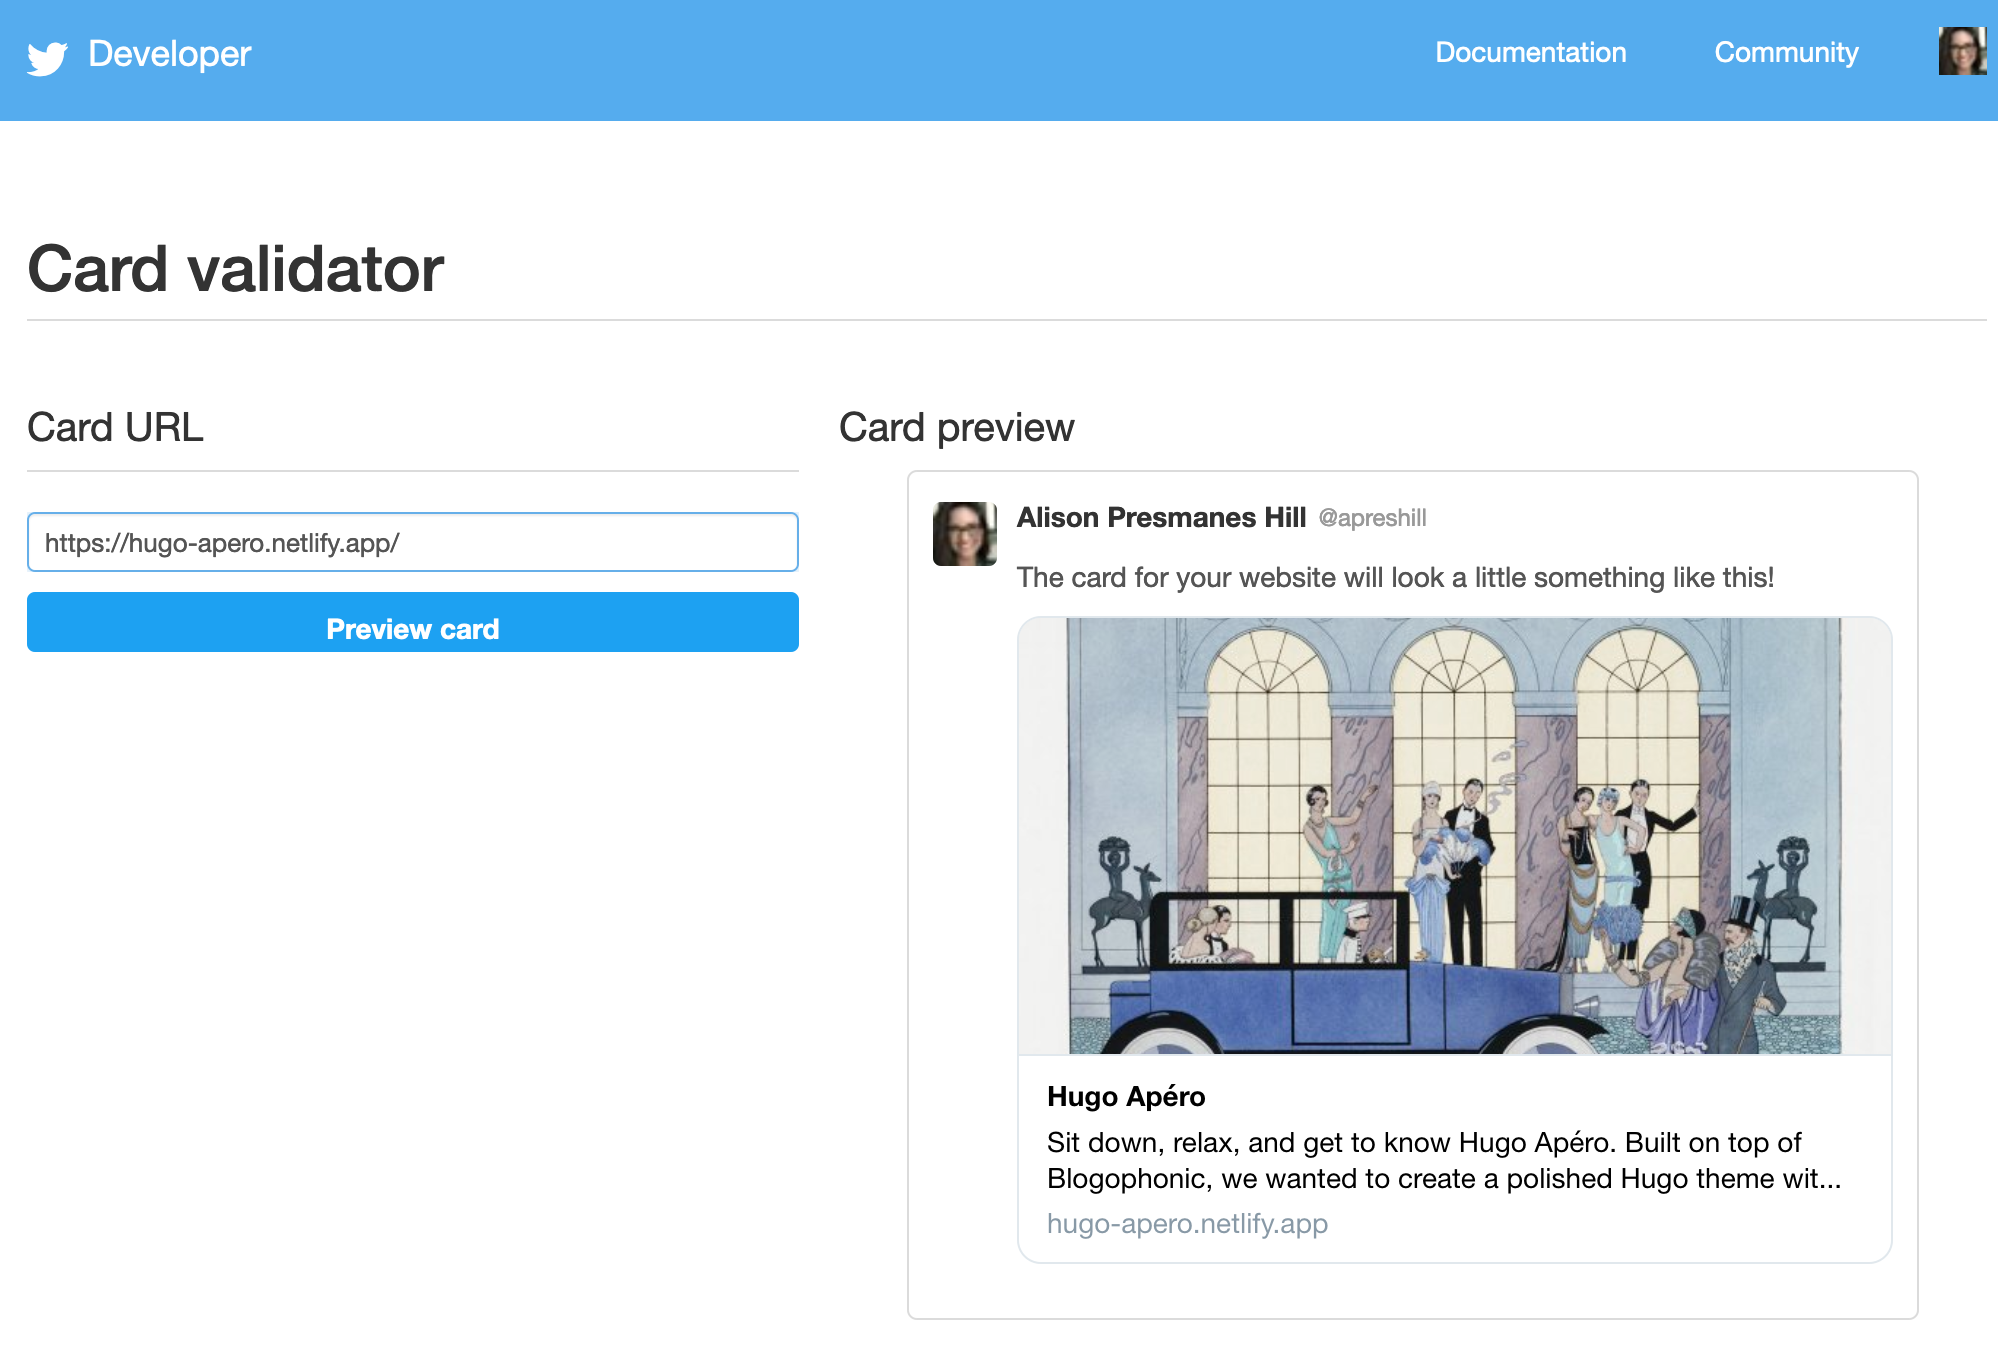 Developer
Documentation
Community
Card validator
Card URL
https://hugo-apero.netlify.app/
Preview card
Card preview
Alison Presmanes Hill @apreshill
The card for your website will look a little something like this!
Hugo Apéro
Sit down, relax, and get to know Hugo Apéro. Built on top of
Blogophonic, we wanted to create a polished Hugo theme wit...
hugo-apero.netlify.app